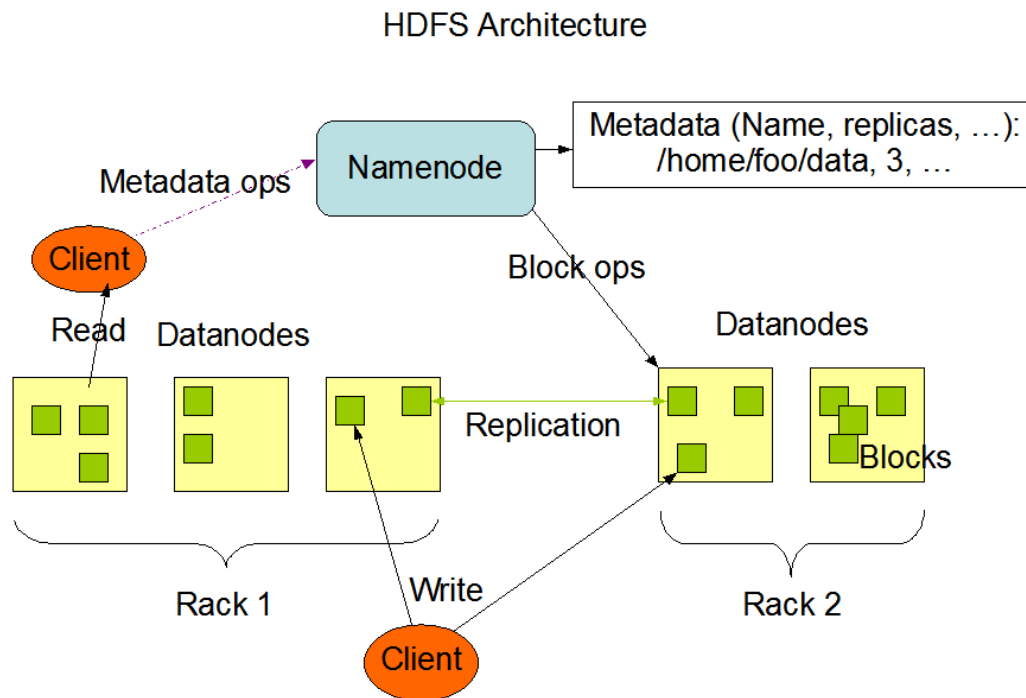 HDFS Architecture
Metadata (Name, replicas, …):
/home/foo/data, 3, …
Namenode
Metadata ops
Client
Block ops
Read
Datanodes
Datanodes
Replication
Blocks
Rack 1
Write
Rack 2
Client